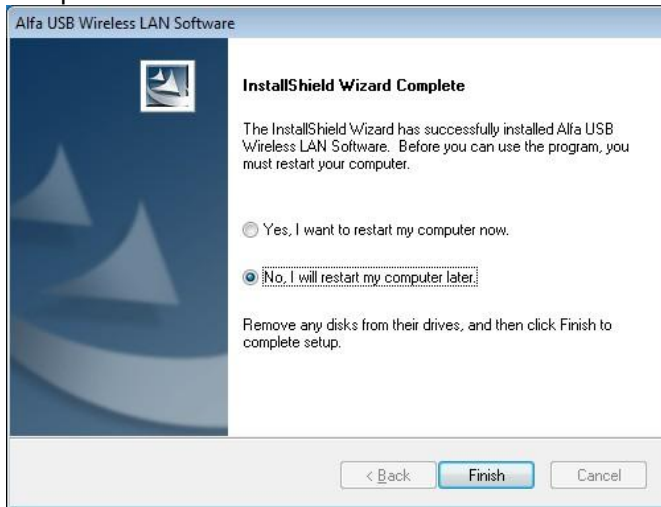 Alfa USB Wireless LAN Software
InstallShield Wizard Complete
The InstallShield Wizard has successfully installed Alfa USB
Wireless LAN Software. Before you can use the program, you
must restart your computer.
Yes, I want to restart my computer now.
No, I will restart my computer later.
Remove any disks from their drives, and then click Finish to
complete setup.
< Back Finish Cancel